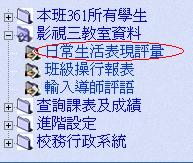 本班361所有學生
影視三教室資料
日常生活表現評量
班級操行報表
輸入導師評語
查詢課表及成績
進階設定
校務行政系統